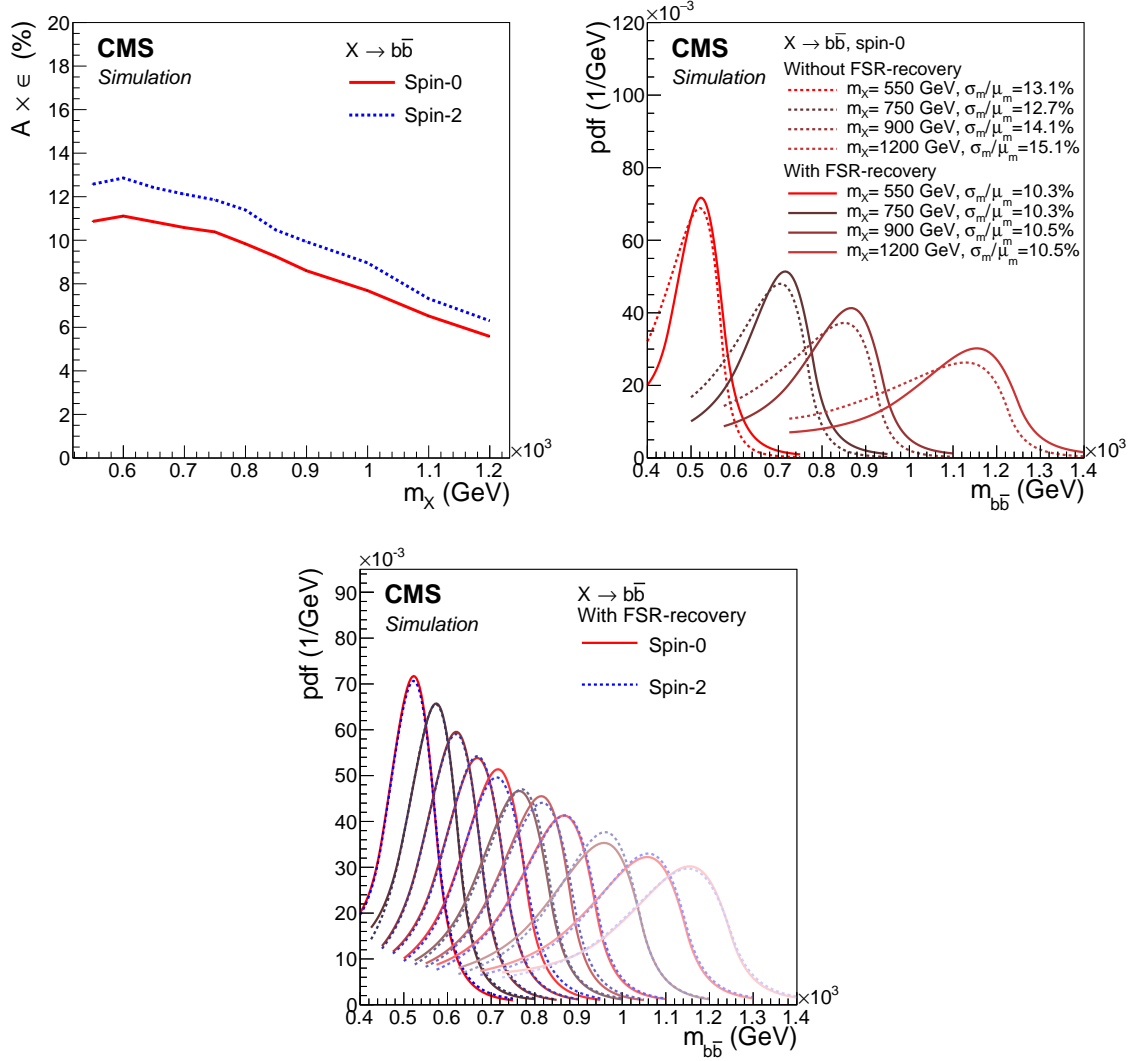 A × ϵ (%)
20
18
16
14
12
10
8
6
4
2
0
CMS
Simulation
X → bb̅
Spin-0
Spin-2
0.6 0.7 0.8 0.9 1 1.1 1.2
×10³
m_X (GeV)
×10⁻³
pdf (1/GeV)
120
100
80
60
40
20
0
CMS
Simulation
X → bb̅, spin-0
Without FSR-recovery
m_X= 550 GeV, σ_m/μ_m=13.1%
m_X= 750 GeV, σ_m/μ_m=12.7%
m_X= 900 GeV, σ_m/μ_m=14.1%
m_X=1200 GeV, σ_m/μ_m=15.1%
With FSR-recovery
m_X= 550 GeV, σ_m/μ_m=10.3%
m_X= 750 GeV, σ_m/μ_m=10.3%
m_X= 900 GeV, σ_m/μ_m=10.5%
m_X=1200 GeV, σ_m/μ_m=10.5%
0.4 0.5 0.6 0.7 0.8 0.9 1 1.1 1.2 1.3 1.4
×10³
m_bb̅ (GeV)
×10⁻³
pdf (1/GeV)
90
80
70
60
50
40
30
20
10
0
CMS
Simulation
X → bb̅
With FSR-recovery
Spin-0
Spin-2
0.4 0.5 0.6 0.7 0.8 0.9 1 1.1 1.2 1.3 1.4
×10³
m_bb̅ (GeV)